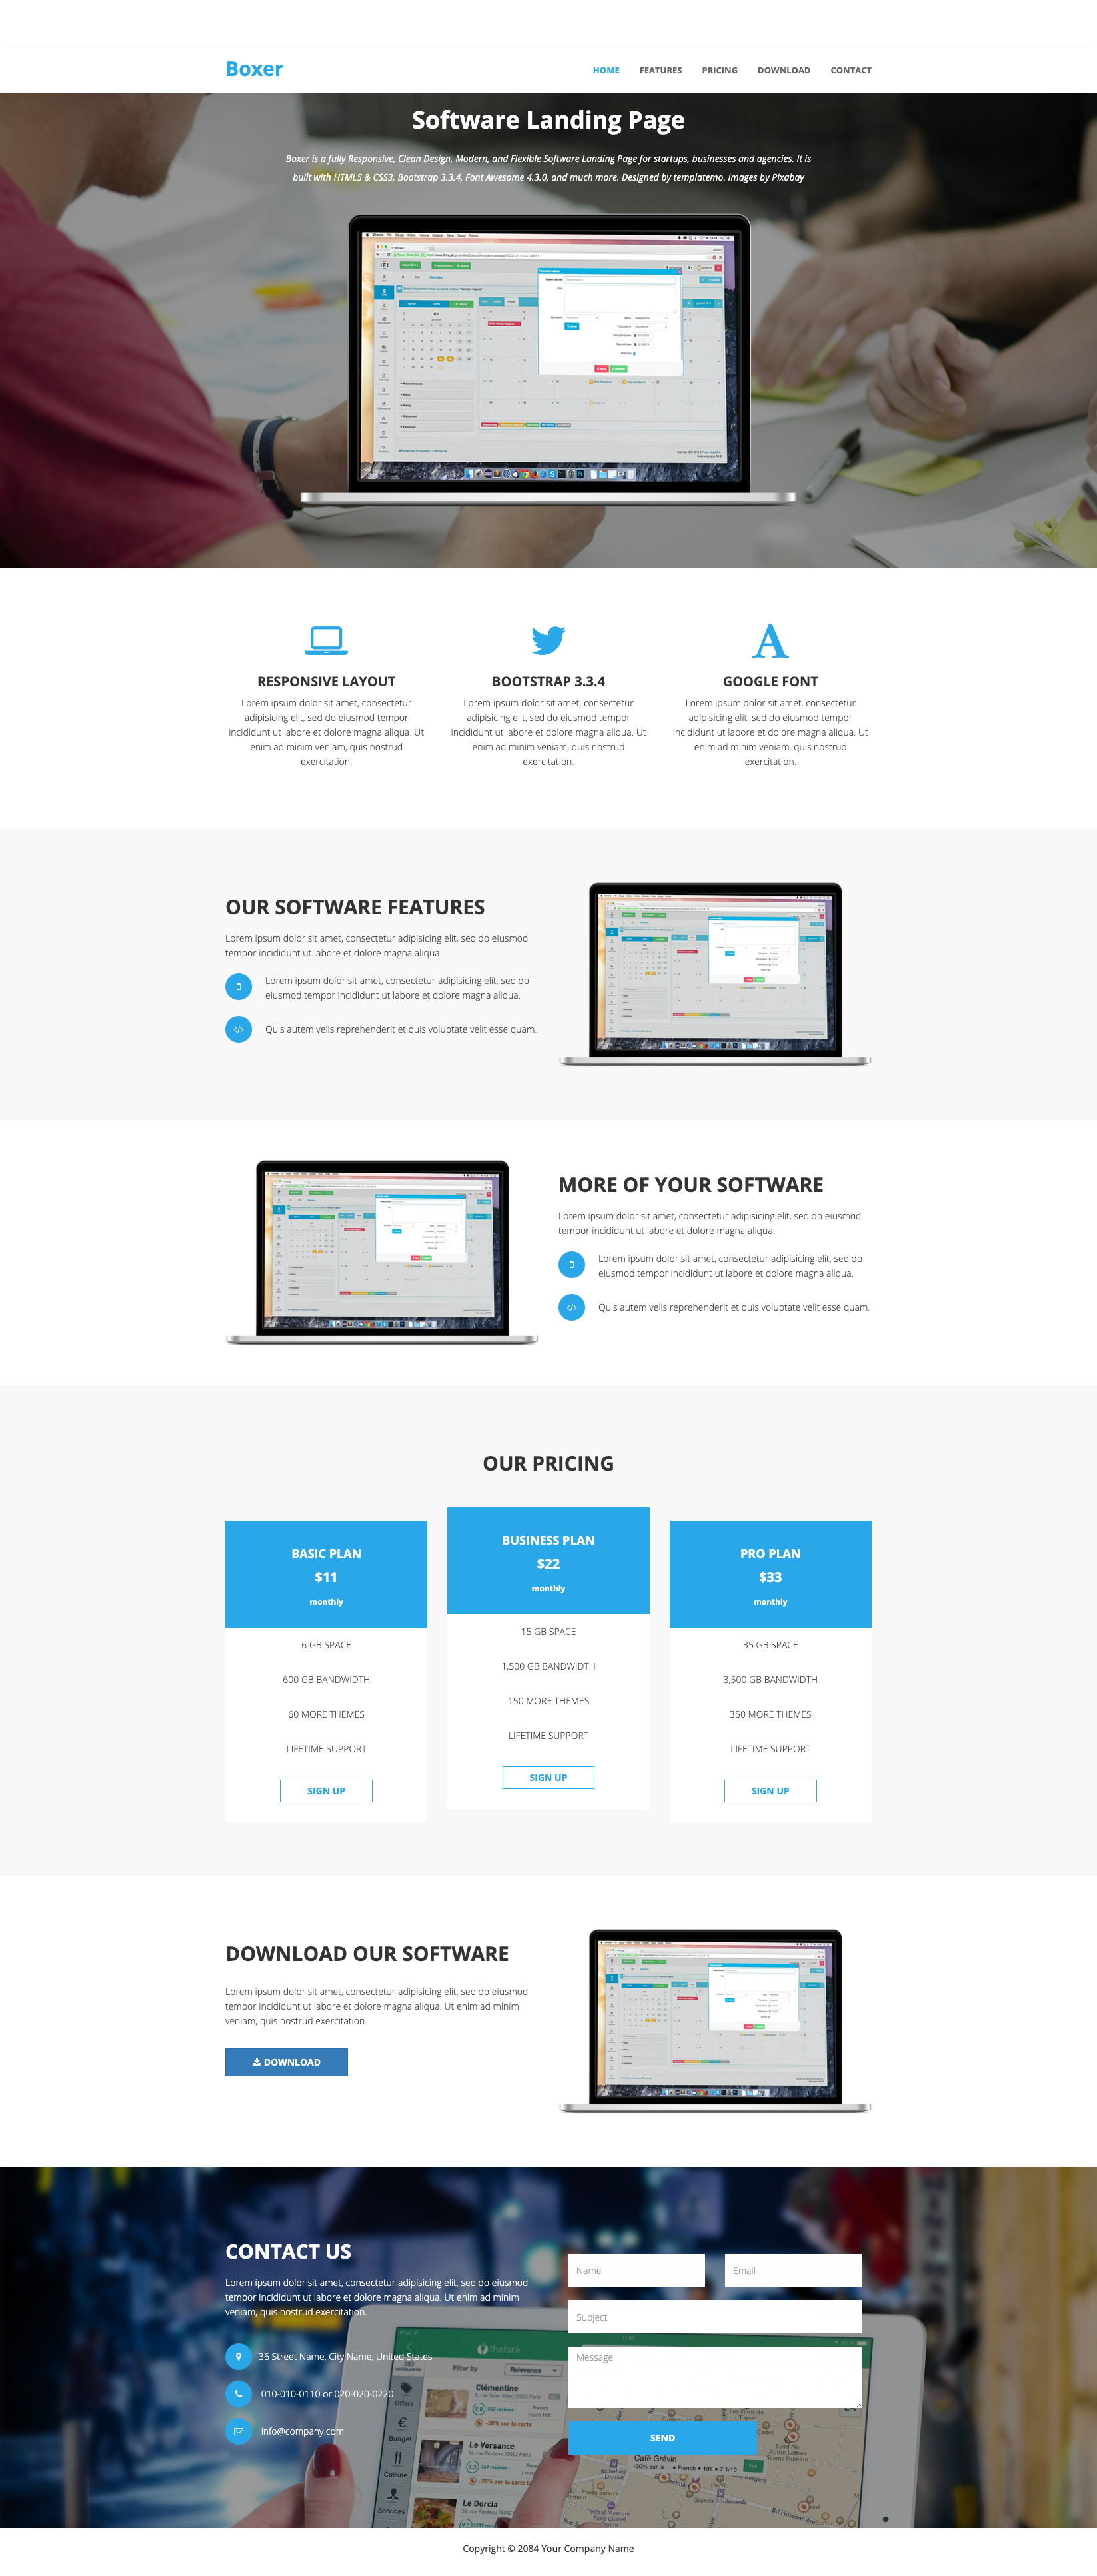 Boxer
HOME FEATURES PRICING DOWNLOAD CONTACT
Software Landing Page
Boxer is a fully Responsive, Clean Design, Modern, and Flexible Software Landing Page for startups, businesses and agencies. It is
built with HTML5 & CSS3, Bootstrap 3.3.4, Font Awesome 4.3.0, and much more. Designed by templatemo. Images by Pixabay
RESPONSIVE LAYOUT
Lorem ipsum dolor sit amet, consectetur
adipisicing elit, sed do eiusmod tempor
incididunt ut labore et dolore magna aliqua. Ut
enim ad minim veniam, quis nostrud
exercitation.
BOOTSTRAP 3.3.4
Lorem ipsum dolor sit amet, consectetur
adipisicing elit, sed do eiusmod tempor
incididunt ut labore et dolore magna aliqua. Ut
enim ad minim veniam, quis nostrud
exercitation.
GOOGLE FONT
Lorem ipsum dolor sit amet, consectetur
adipisicing elit, sed do eiusmod tempor
incididunt ut labore et dolore magna aliqua. Ut
enim ad minim veniam, quis nostrud
exercitation.
OUR SOFTWARE FEATURES
Lorem ipsum dolor sit amet, consectetur adipisicing elit, sed do eiusmod
tempor incididunt ut labore et dolore magna aliqua.
Lorem ipsum dolor sit amet, consectetur adipisicing elit, sed do
eiusmod tempor incididunt ut labore et dolore magna aliqua.
Quis autem velis reprehenderit et quis voluptate velit esse quam.
MORE OF YOUR SOFTWARE
Lorem ipsum dolor sit amet, consectetur adipisicing elit, sed do eiusmod
tempor incididunt ut labore et dolore magna aliqua.
Lorem ipsum dolor sit amet, consectetur adipisicing elit, sed do
eiusmod tempor incididunt ut labore et dolore magna aliqua.
Quis autem velis reprehenderit et quis voluptate velit esse quam.
OUR PRICING
BASIC PLAN
$11
monthly
6 GB SPACE
600 GB BANDWIDTH
60 MORE THEMES
LIFETIME SUPPORT
SIGN UP
BUSINESS PLAN
$22
monthly
15 GB SPACE
1,500 GB BANDWIDTH
150 MORE THEMES
LIFETIME SUPPORT
SIGN UP
PRO PLAN
$33
monthly
35 GB SPACE
3,500 GB BANDWIDTH
350 MORE THEMES
LIFETIME SUPPORT
SIGN UP
DOWNLOAD OUR SOFTWARE
Lorem ipsum dolor sit amet, consectetur adipisicing elit, sed do eiusmod
tempor incididunt ut labore et dolore magna aliqua. Ut enim ad minim
veniam, quis nostrud exercitation.
DOWNLOAD
CONTACT US
Lorem ipsum dolor sit amet, consectetur adipisicing elit, sed do eiusmod
tempor incididunt ut labore et dolore magna aliqua. Ut enim ad minim
veniam, quis nostrud exercitation.
36 Street Name, City Name, United States
010-010-0110 or 020-020-0220
info@company.com
Name
Email
Subject
Message
SEND
thefork
Filter by Relevance
Offers
Budget
Cuisine
Services
Clémentine
-30% sur la carte
Le Versance
Le Dorcia
Café Grévin
Copyright © 2084 Your Company Name